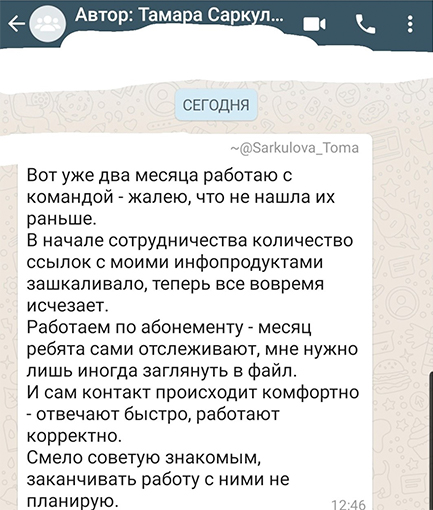 Автор: Тамара Саркул...
СЕГОДНЯ
~@Sarkulova_Toma
Вот уже два месяца работаю с
командой - жалею, что не нашла их
раньше.
В начале сотрудничества количество
ссылок с моими инфопродуктами
зашкаливало, теперь все вовремя
исчезает.
Работаем по абонементу - месяц
ребята сами отслеживают, мне нужно
лишь иногда заглянуть в файл.
И сам контакт происходит комфортно
- отвечают быстро, работают
корректно.
Смело советую знакомым,
заканчивать работу с ними не
планирую.
12:46